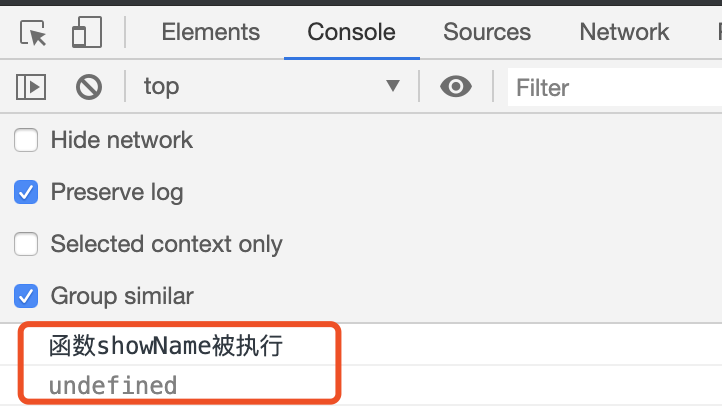 Elements Console Sources Network
top Filter
Hide network
Preserve log
Selected context only
Group similar
函数showName被执行
undefined